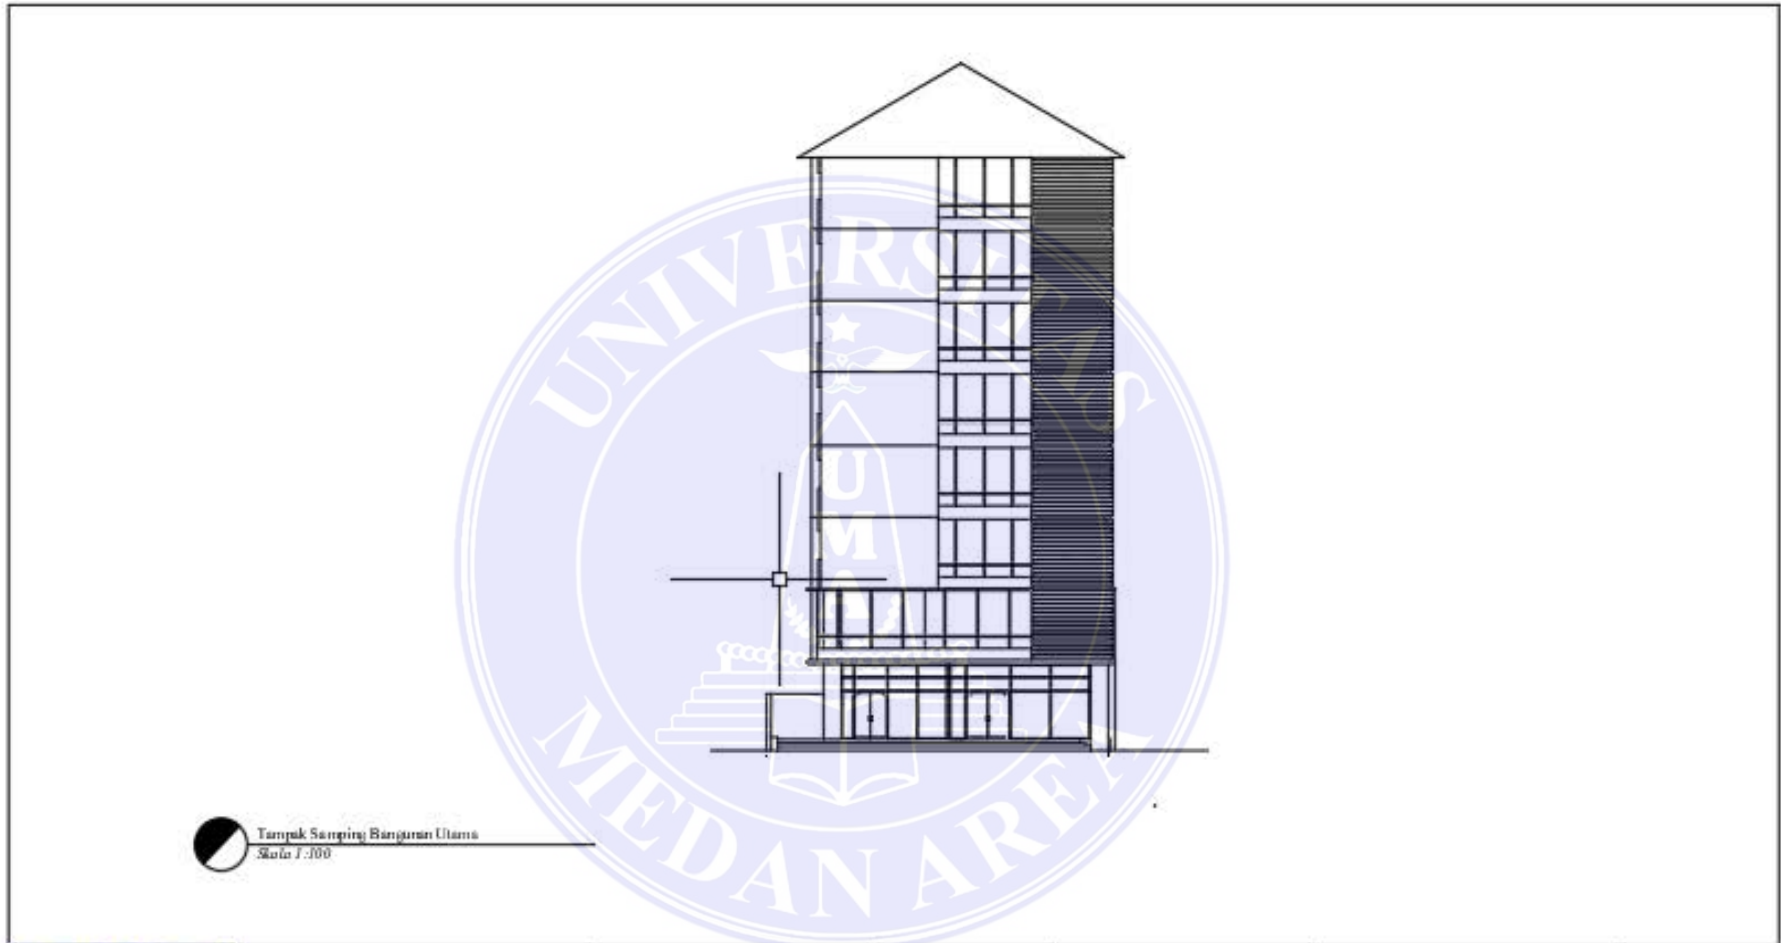 UNIVERSITAS
UMA
MEDAN AREA
Tampak Samping Bangunan Utama
Skala 1:100